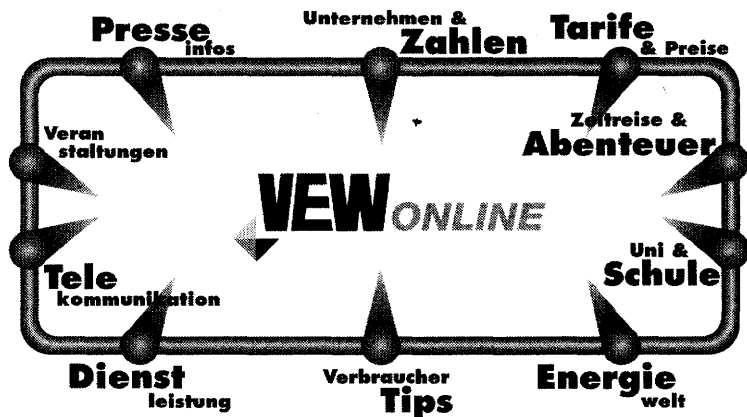 Presse
infos
Unternehmen &
Zahlen
Tarife
& Preise
Veran
staltungen
Zeitreise &
Abenteuer
VEW ONLINE
Tele
kommunikation
Uni &
Schule
Dienst
leistung
Verbraucher
Tips
Energie
welt